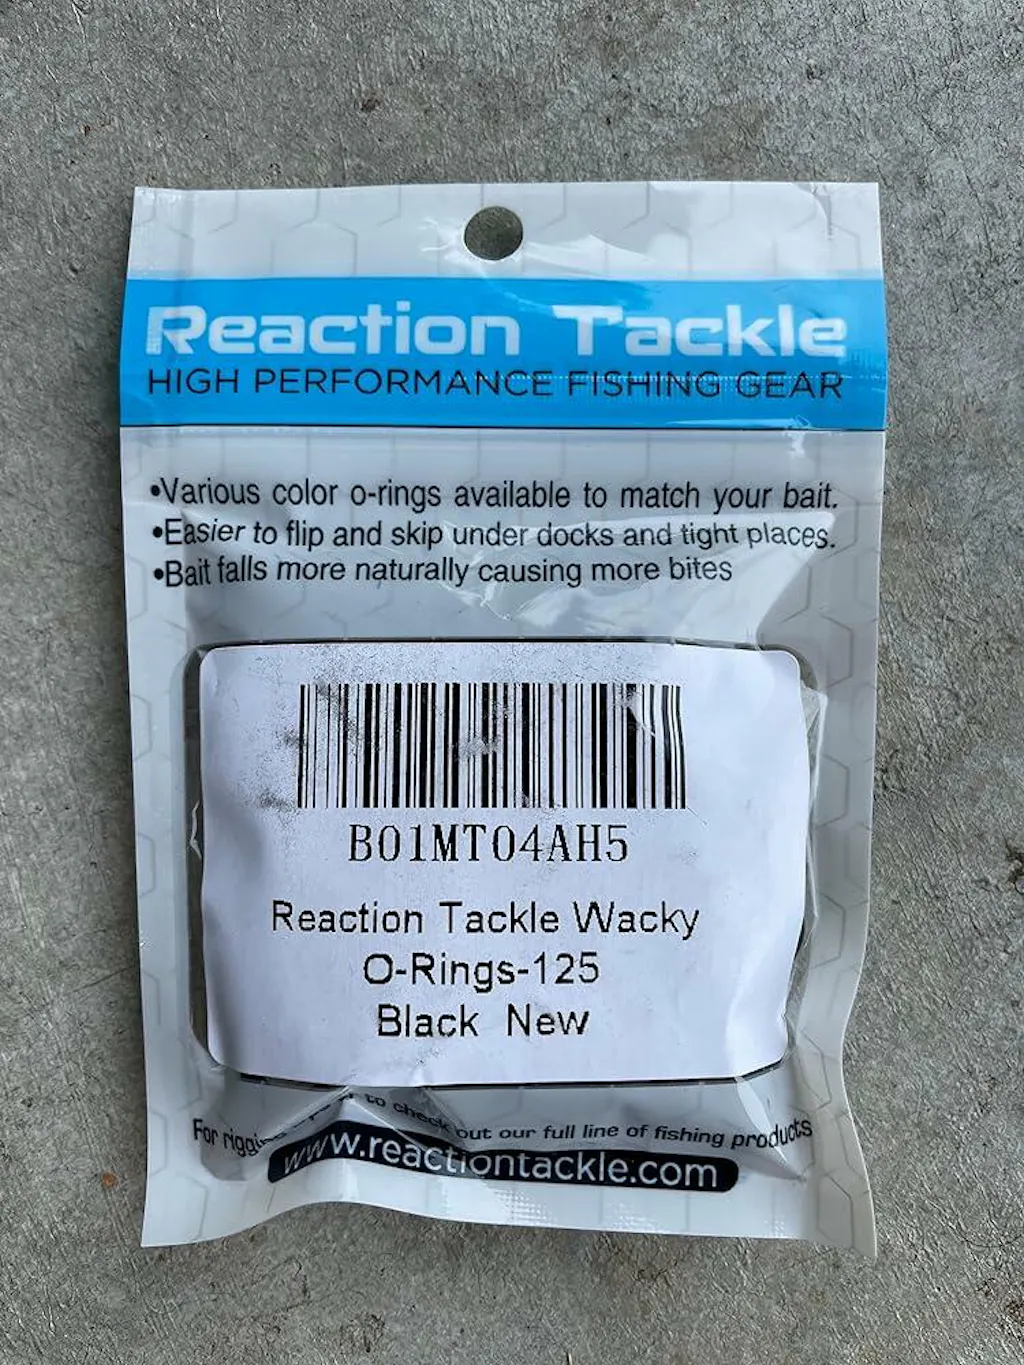 Reaction Tackle
HIGH PERFORMANCE FISHING GEAR
•Various color o-rings available to match your bait.
•Easier to flip and skip under docks and tight places.
•Bait falls more naturally causing more bites
B01MT04AH5
Reaction Tackle Wacky
O-Rings-125
Black New
For to check out our full line of fishing products
www.reactiontackle.com